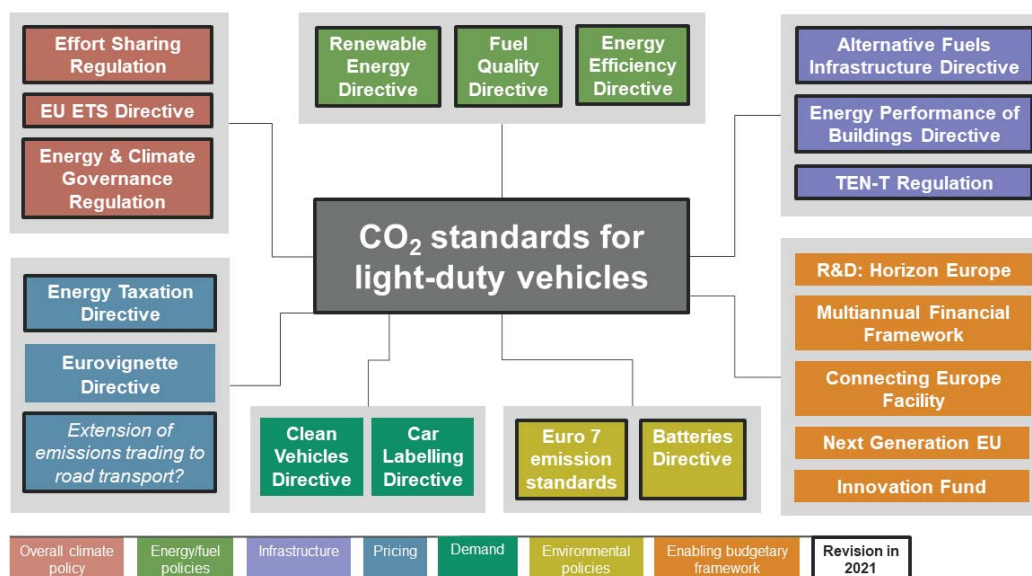 Effort Sharing
Regulation
EU ETS Directive
Energy & Climate
Governance
Regulation
Renewable
Energy
Directive
Fuel
Quality
Directive
Energy
Efficiency
Directive
Alternative Fuels
Infrastructure Directive
Energy Performance of
Buildings Directive
TEN-T Regulation
CO₂ standards for
light-duty vehicles
Energy Taxation
Directive
Eurovignette
Directive
Extension of
emissions trading to
road transport?
Clean
Vehicles
Directive
Car
Labelling
Directive
Euro 7
emission
standards
Batteries
Directive
R&D: Horizon Europe
Multiannual Financial
Framework
Connecting Europe
Facility
Next Generation EU
Innovation Fund
Overall climate
policy
Energy/fuel
policies
Infrastructure
Pricing
Demand
Environmental
policies
Enabling budgetary
framework
Revision in
2021